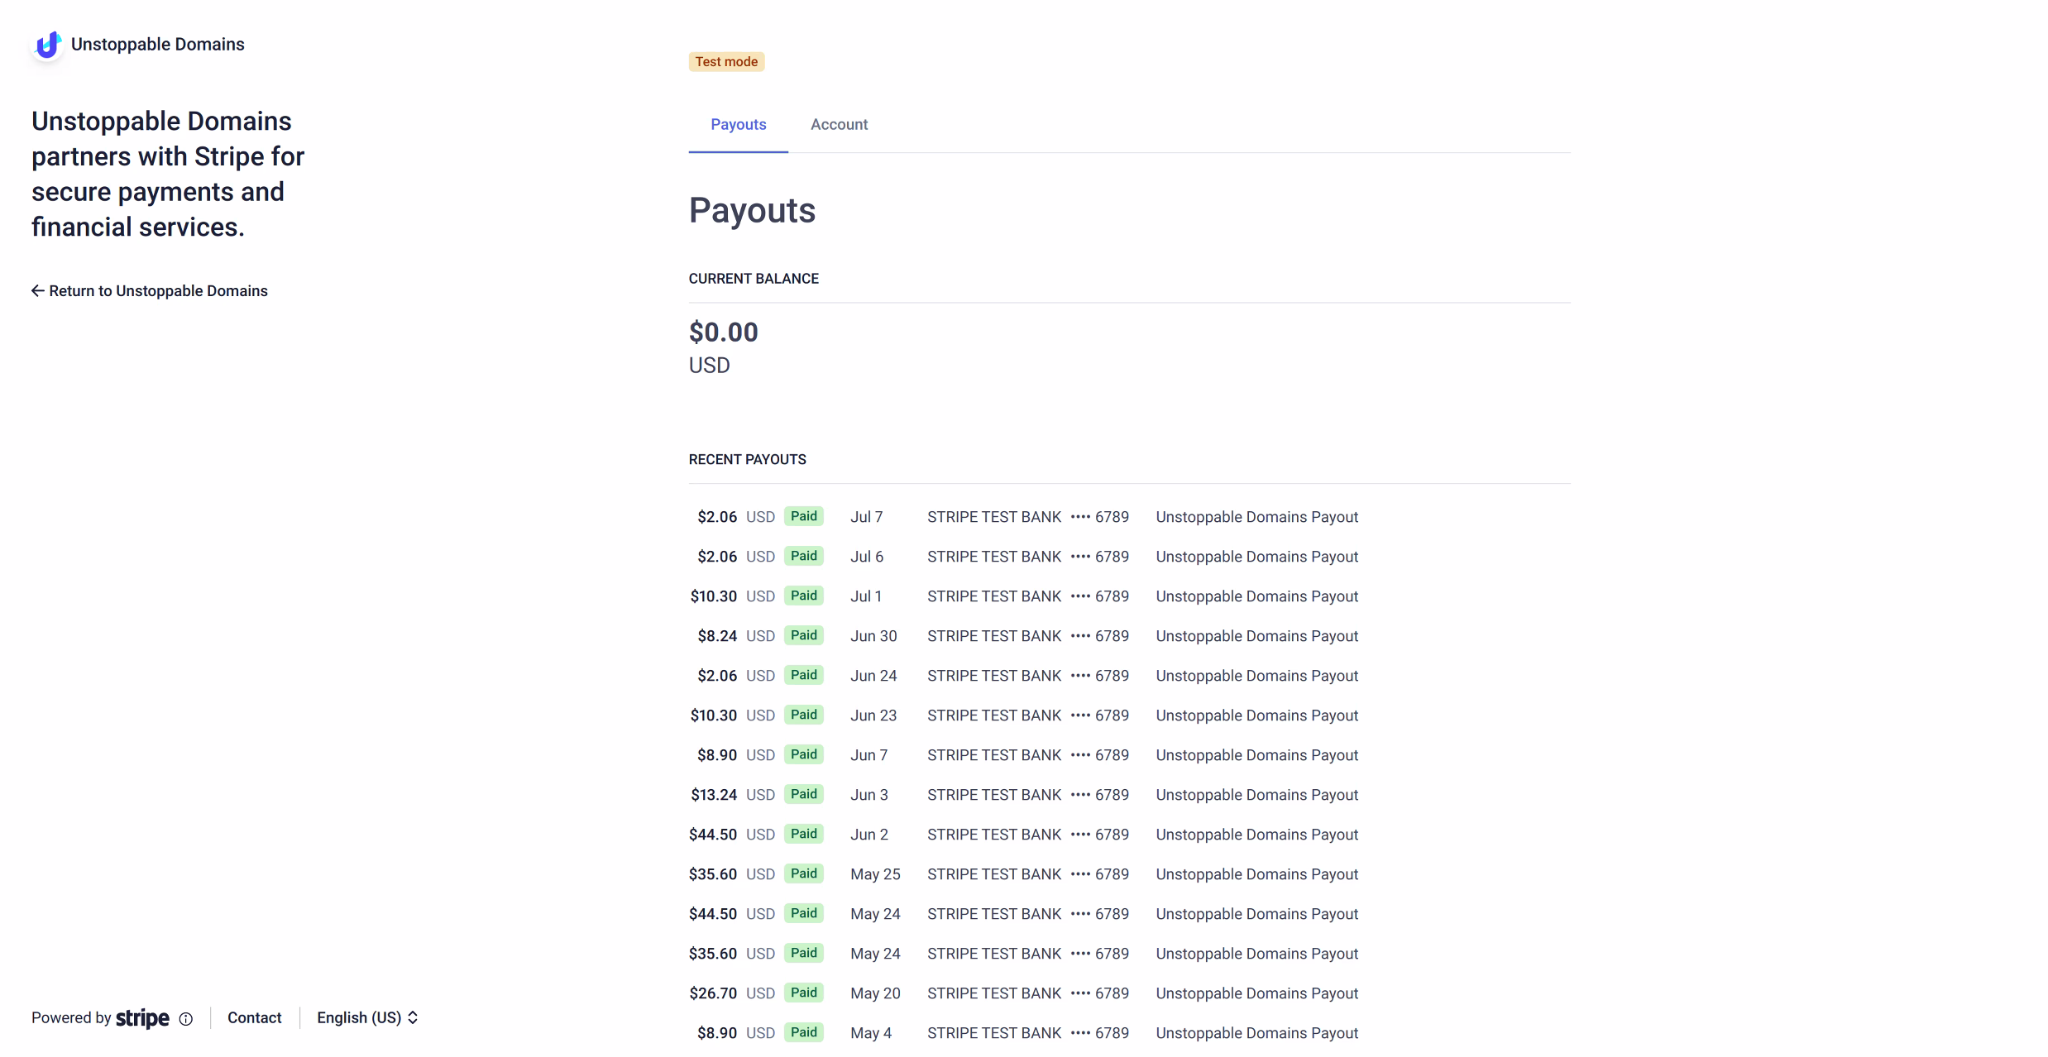 Unstoppable Domains
Unstoppable Domains
partners with Stripe for
secure payments and
financial services.
← Return to Unstoppable Domains
Test mode
Payouts Account
Payouts
CURRENT BALANCE
$0.00
USD
RECENT PAYOUTS
$2.06 USD Paid Jul 7 STRIPE TEST BANK •••• 6789 Unstoppable Domains Payout
$2.06 USD Paid Jul 6 STRIPE TEST BANK •••• 6789 Unstoppable Domains Payout
$10.30 USD Paid Jul 1 STRIPE TEST BANK •••• 6789 Unstoppable Domains Payout
$8.24 USD Paid Jun 30 STRIPE TEST BANK •••• 6789 Unstoppable Domains Payout
$2.06 USD Paid Jun 24 STRIPE TEST BANK •••• 6789 Unstoppable Domains Payout
$10.30 USD Paid Jun 23 STRIPE TEST BANK •••• 6789 Unstoppable Domains Payout
$8.90 USD Paid Jun 7 STRIPE TEST BANK •••• 6789 Unstoppable Domains Payout
$13.24 USD Paid Jun 3 STRIPE TEST BANK •••• 6789 Unstoppable Domains Payout
$44.50 USD Paid Jun 2 STRIPE TEST BANK •••• 6789 Unstoppable Domains Payout
$35.60 USD Paid May 25 STRIPE TEST BANK •••• 6789 Unstoppable Domains Payout
$44.50 USD Paid May 24 STRIPE TEST BANK •••• 6789 Unstoppable Domains Payout
$35.60 USD Paid May 24 STRIPE TEST BANK •••• 6789 Unstoppable Domains Payout
$26.70 USD Paid May 20 STRIPE TEST BANK •••• 6789 Unstoppable Domains Payout
$8.90 USD Paid May 4 STRIPE TEST BANK •••• 6789 Unstoppable Domains Payout
Powered by stripe Contact English (US)